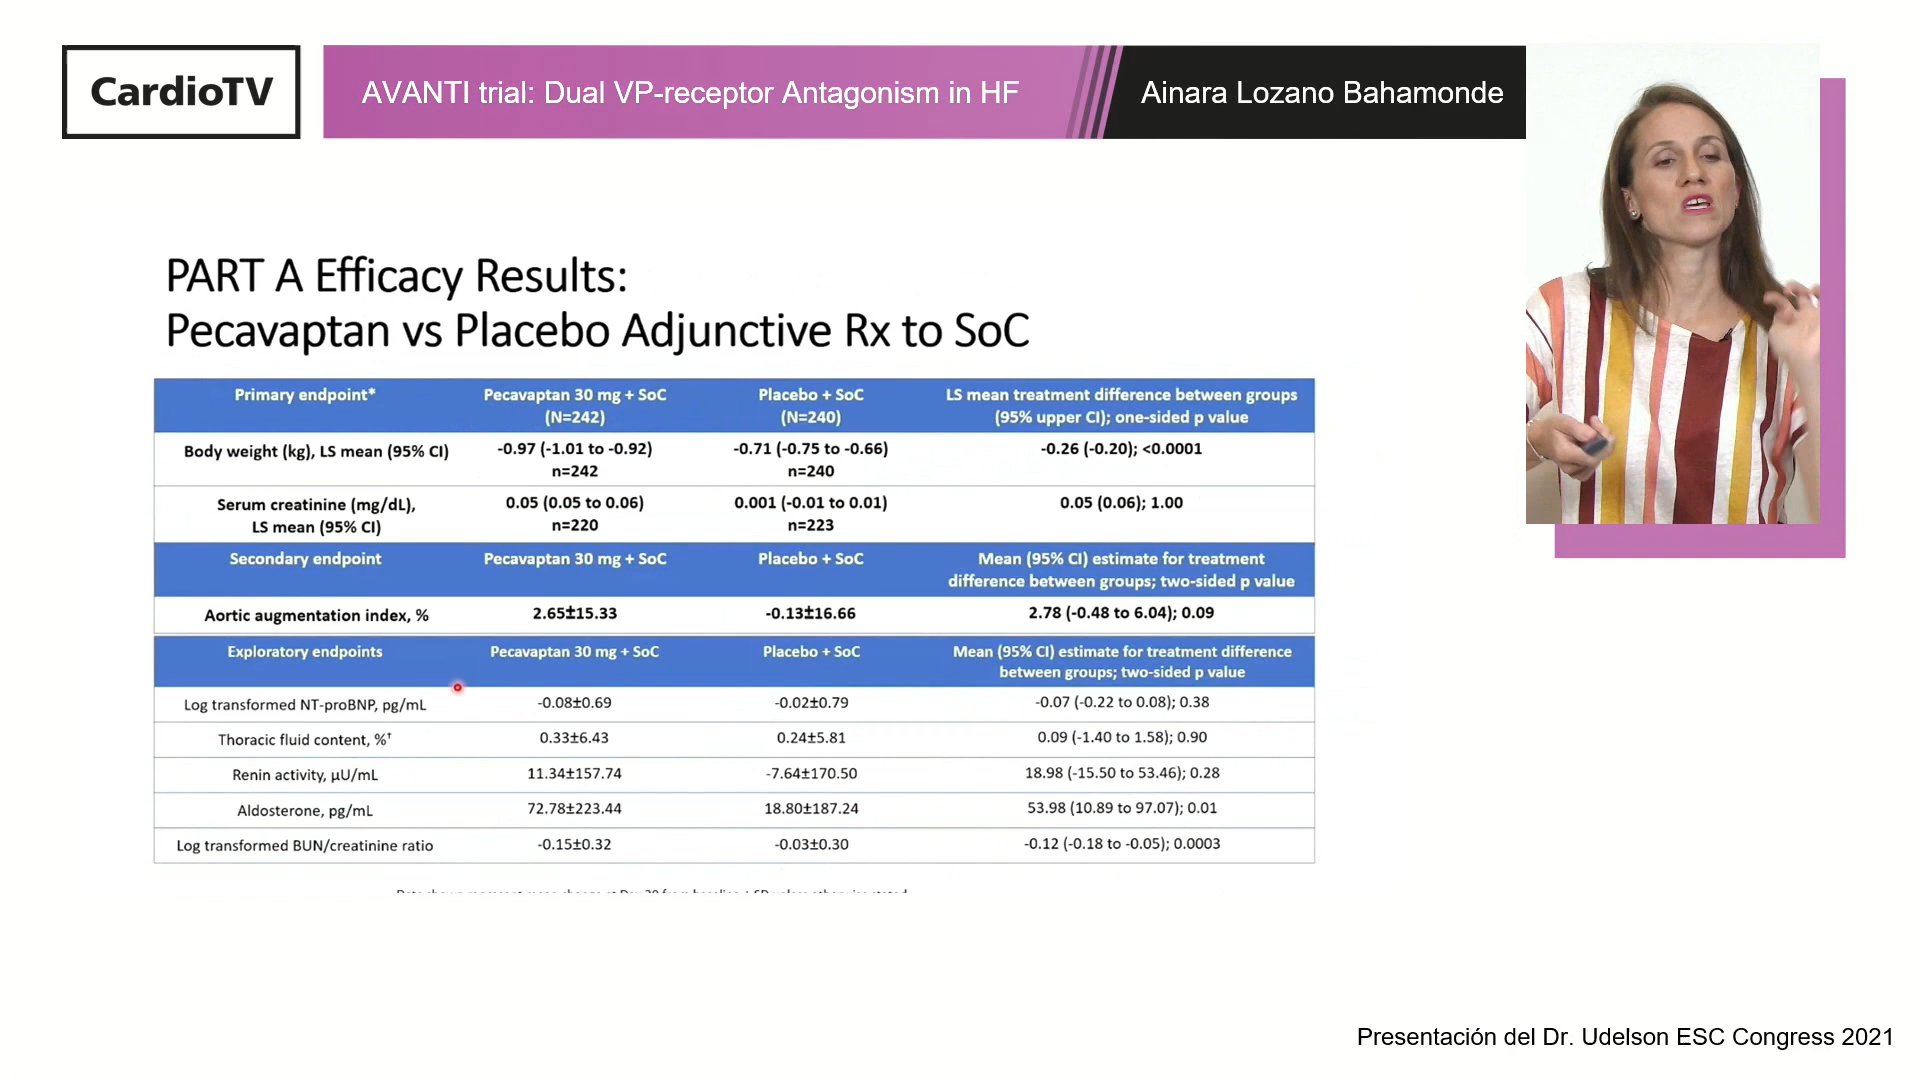 CardioTV
AVANTI trial: Dual VP-receptor Antagonism in HF
Ainara Lozano Bahamonde
PART A Efficacy Results:
Pecavaptan vs Placebo Adjunctive Rx to SoC
Primary endpoint* Pecavaptan 30 mg + SoC (N=242) Placebo + SoC (N=240) LS mean treatment difference between groups (95% upper CI); one-sided p value
Body weight (kg), LS mean (95% CI) -0.97 (-1.01 to -0.92) n=242 -0.71 (-0.75 to -0.66) n=240 -0.26 (-0.20); <0.0001
Serum creatinine (mg/dL), LS mean (95% CI) 0.05 (0.05 to 0.06) n=220 0.001 (-0.01 to 0.01) n=223 0.05 (0.06); 1.00
Secondary endpoint Pecavaptan 30 mg + SoC Placebo + SoC Mean (95% CI) estimate for treatment difference between groups; two-sided p value
Aortic augmentation index, % 2.65±15.33 -0.13±16.66 2.78 (-0.48 to 6.04); 0.09
Exploratory endpoints Pecavaptan 30 mg + SoC Placebo + SoC Mean (95% CI) estimate for treatment difference between groups; two-sided p value
Log transformed NT-proBNP, pg/mL -0.08±0.69 -0.02±0.79 -0.07 (-0.22 to 0.08); 0.38
Thoracic fluid content, %† 0.33±6.43 0.24±5.81 0.09 (-1.40 to 1.58); 0.90
Renin activity, µU/mL 11.34±157.74 -7.64±170.50 18.98 (-15.50 to 53.46); 0.28
Aldosterone, pg/mL 72.78±223.44 18.80±187.24 53.98 (10.89 to 97.07); 0.01
Log transformed BUN/creatinine ratio -0.15±0.32 -0.03±0.30 -0.12 (-0.18 to -0.05); 0.0003
Presentación del Dr. Udelson ESC Congress 2021